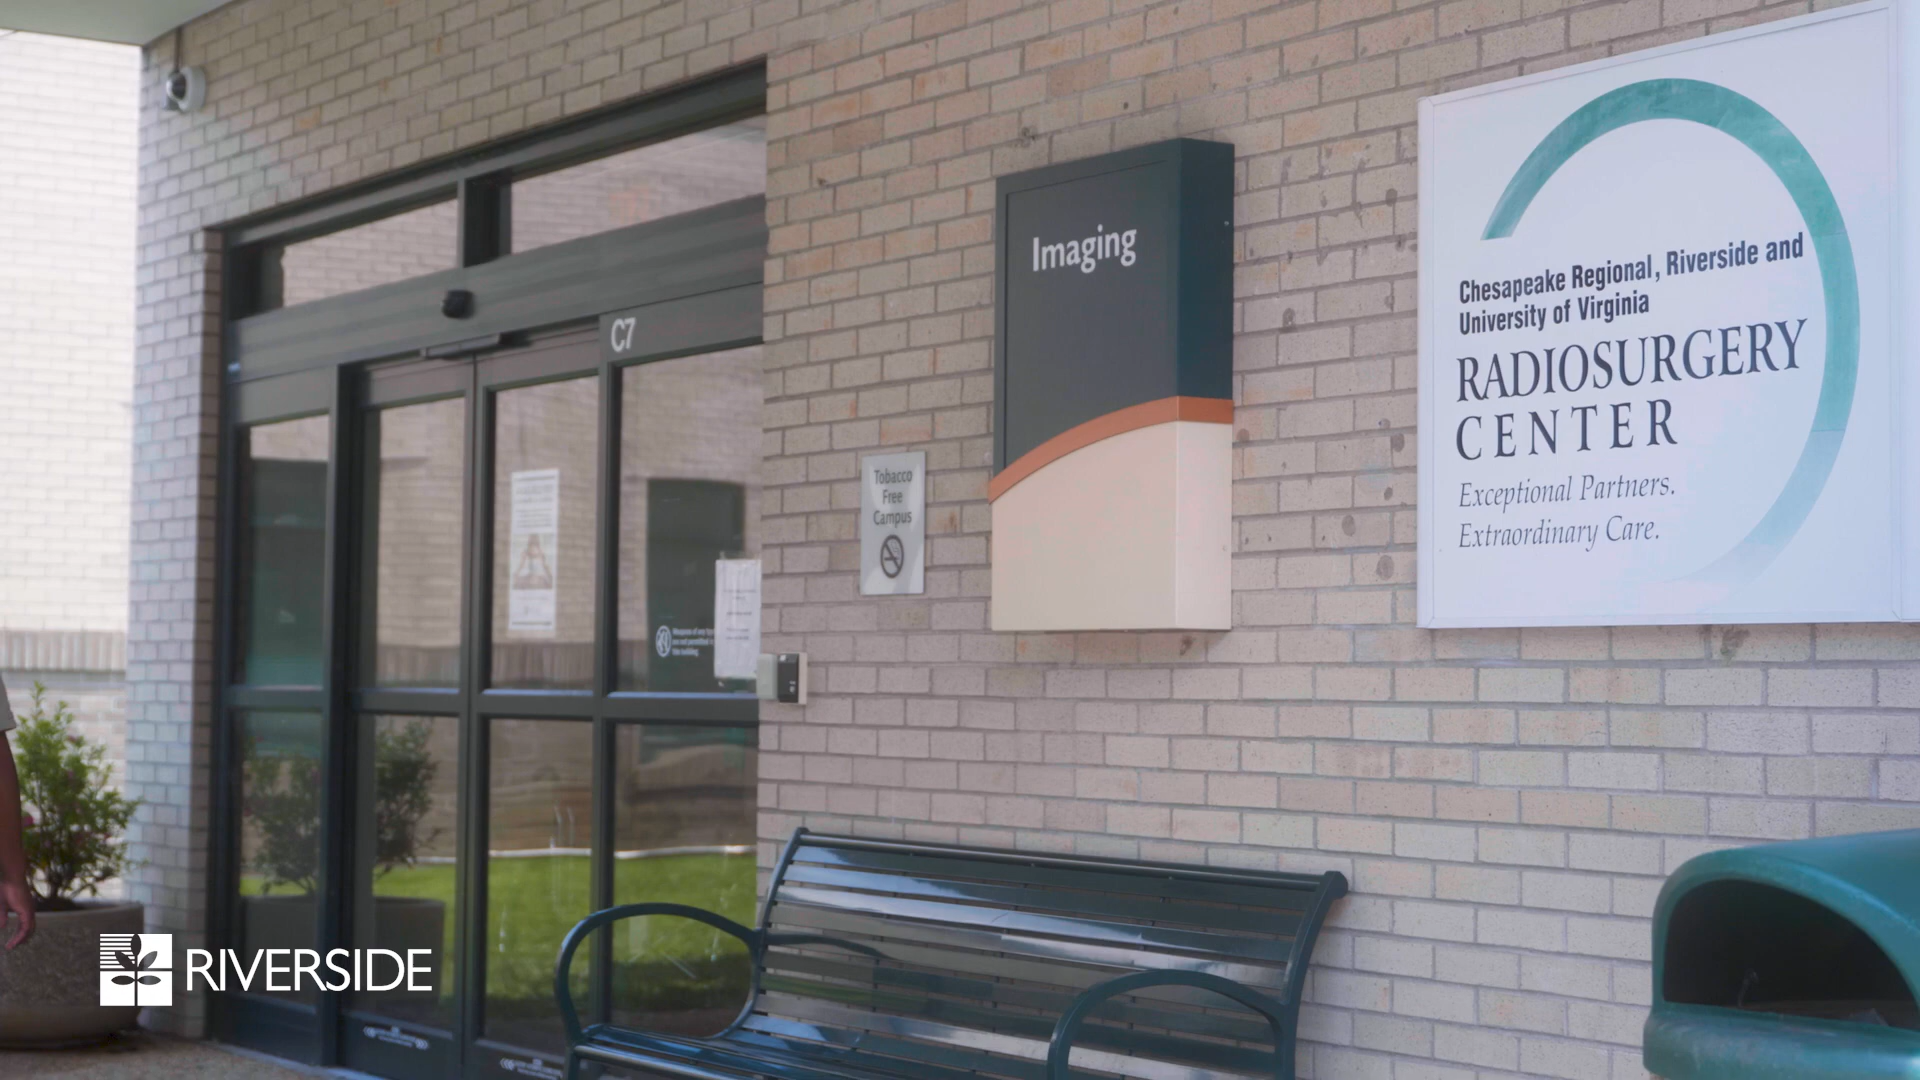 C7
Imaging
Tobacco
Free
Campus
Chesapeake Regional, Riverside and
University of Virginia
RADIOSURGERY
CENTER
Exceptional Partners.
Extraordinary Care.
RIVERSIDE